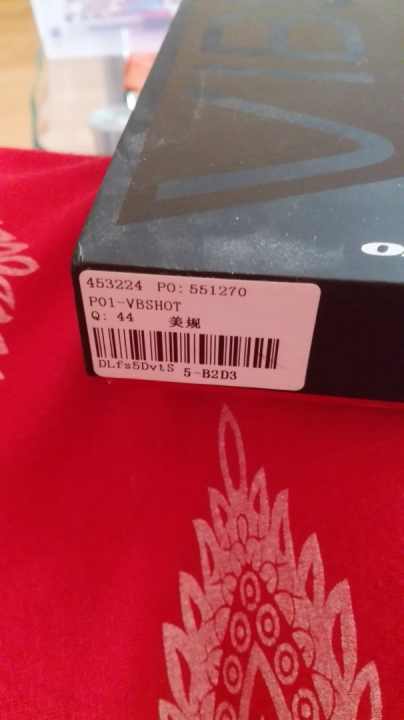 453224 PO: 551270
P01-VBSHOT
Q: 44 美规
DLfs5DvtS 5-B2D3